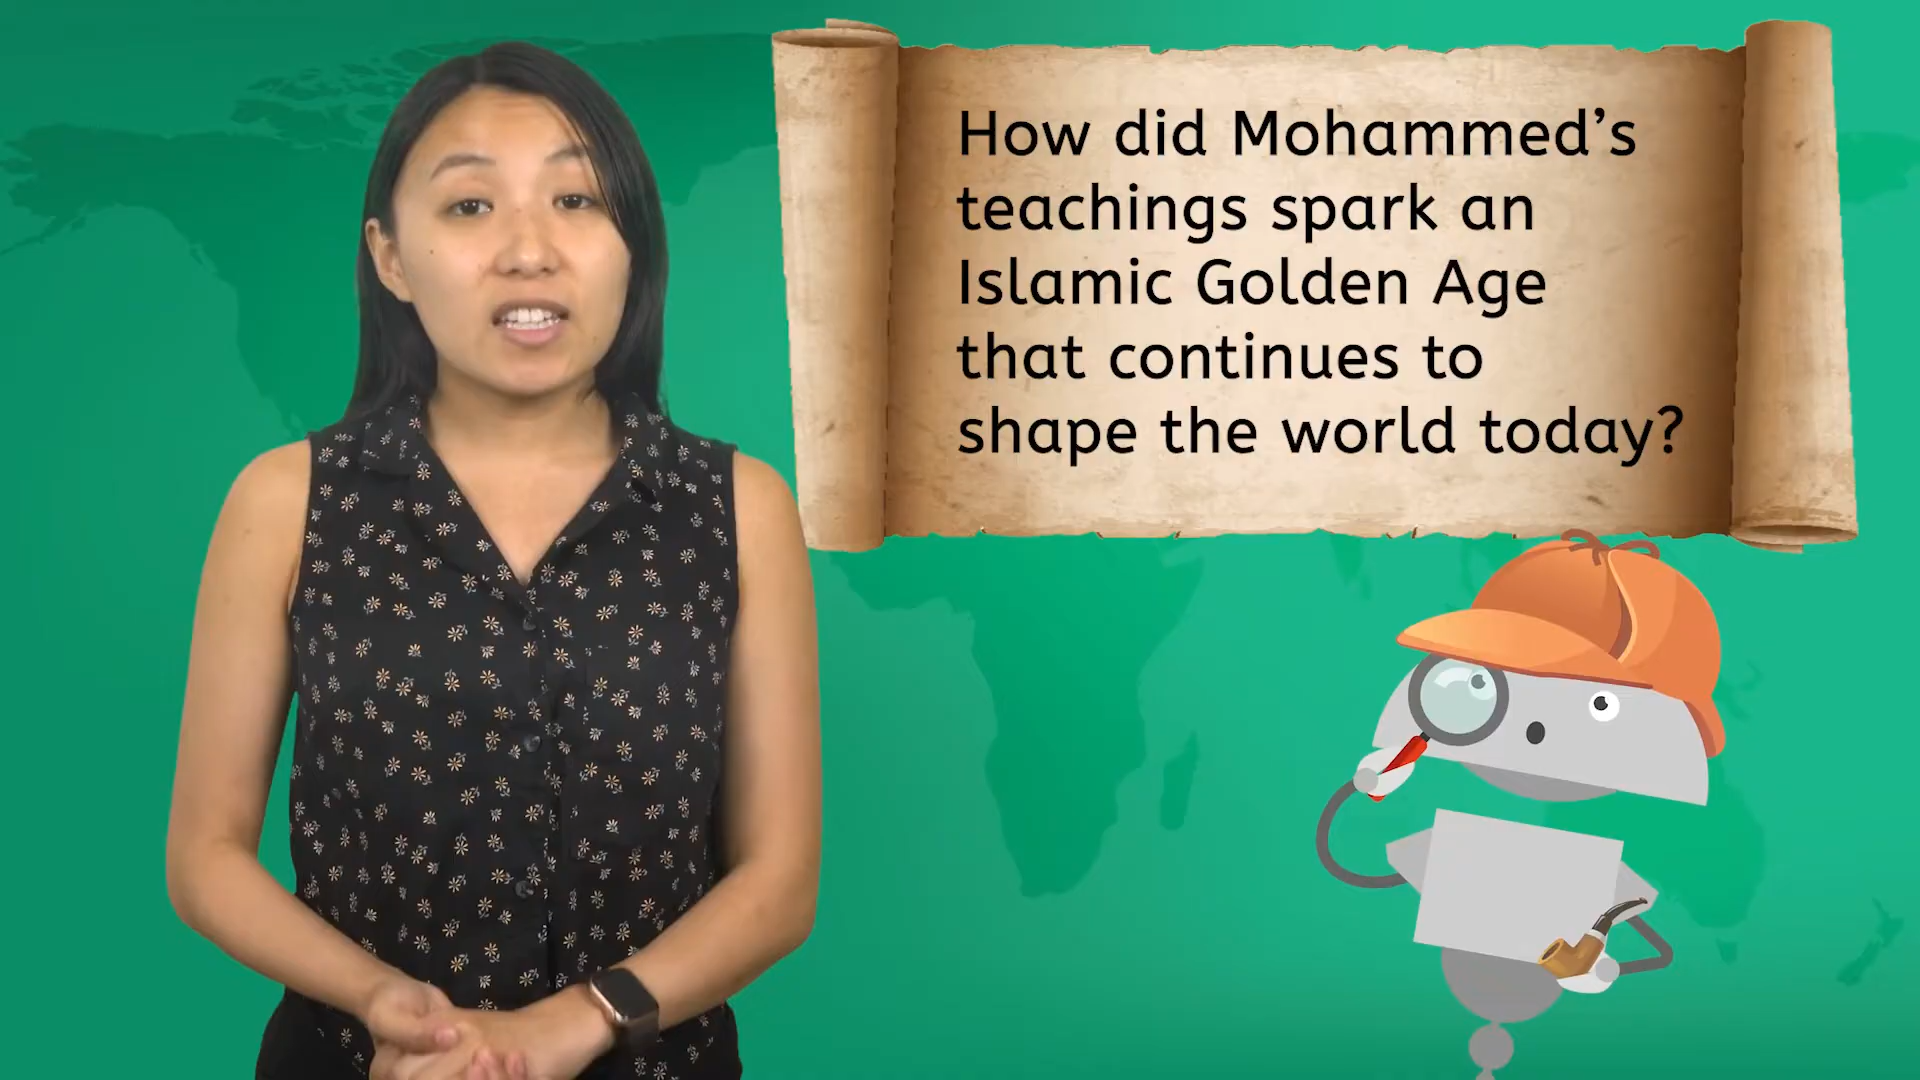 How did Mohammed’s
teachings spark an
Islamic Golden Age
that continues to
shape the world today?